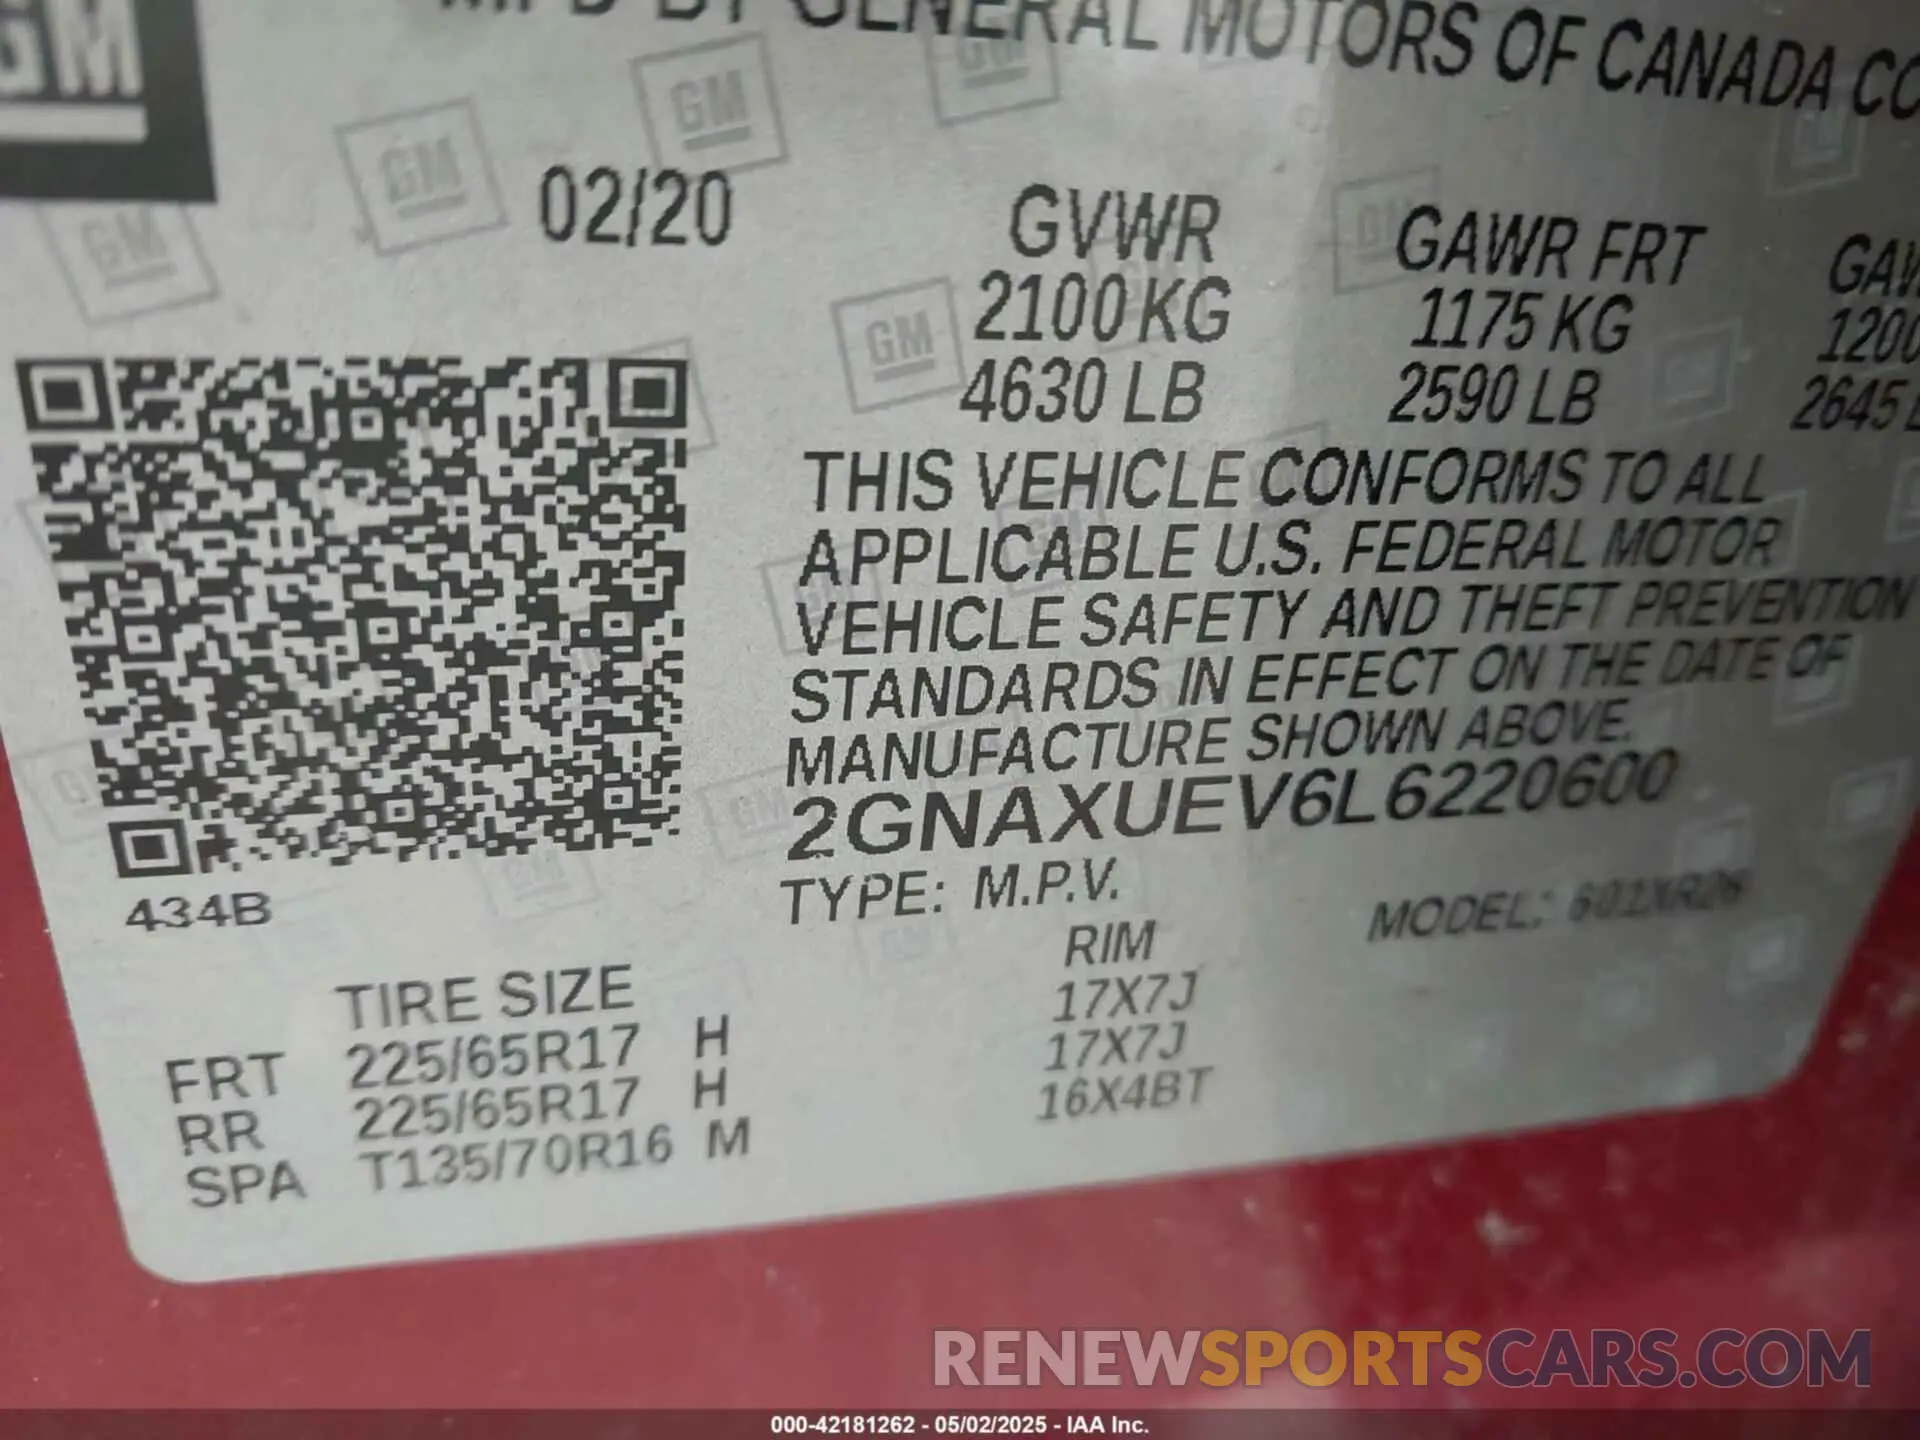 GM
MFD BY GENERAL MOTORS OF CANADA CO
02/20
GVWR GAWR FRT
2100 KG 1175 KG 1200
4630 LB 2590 LB 2645
THIS VEHICLE CONFORMS TO ALL
APPLICABLE U.S. FEDERAL MOTOR
VEHICLE SAFETY AND THEFT PREVENTION
STANDARDS IN EFFECT ON THE DATE OF
MANUFACTURE SHOWN ABOVE.
2GNAXUEV6L6220600
TYPE: M.P.V. MODEL:
434B
TIRE SIZE RIM
FRT 225/65R17 H 17X7J
RR 225/65R17 H 17X7J
SPA T135/70R16 M 16X4BT
RENEWSPORTSCARS.COM
000-42181262 - 05/02/2025 - IAA Inc.